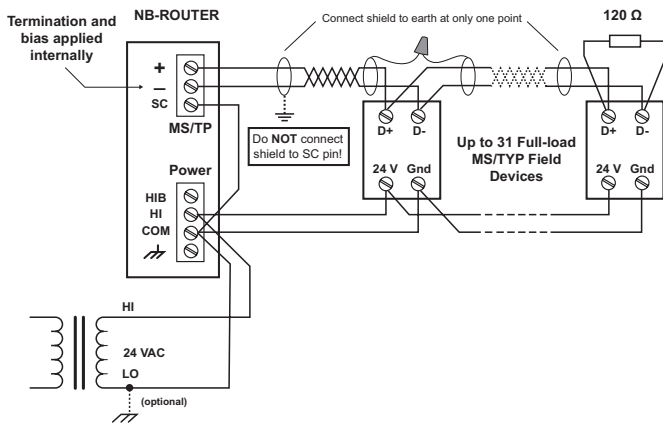 Termination and
bias applied
internally
NB-ROUTER
Connect shield to earth at only one point
120 Ω
+
–
SC
MS/TP
Do NOT connect
shield to SC pin!
D+ D-
Up to 31 Full-load
MS/TYP Field
Devices
D+ D-
24 V Gnd
24 V Gnd
Power
HIB
HI
COM
HI
24 VAC
LO
(optional)